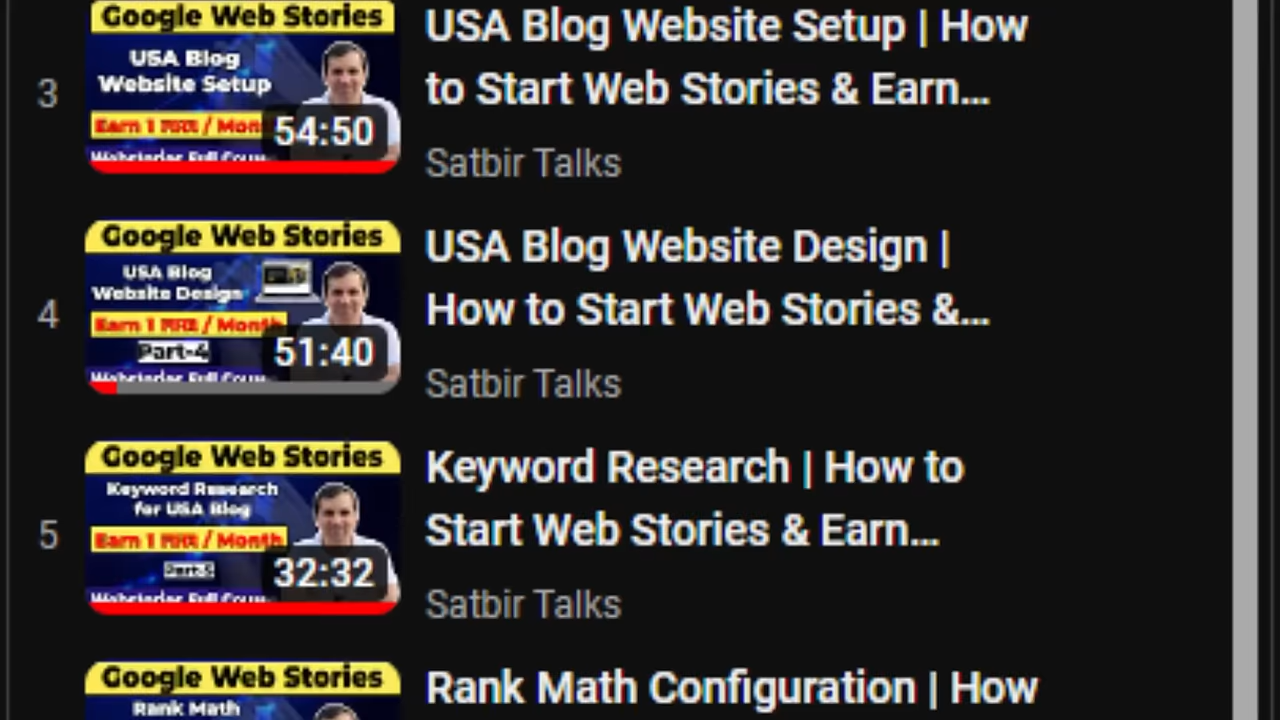 Google Web Stories
USA Blog
Website Setup
Earn 1 / Mon
54:50
3
USA Blog Website Setup | How
to Start Web Stories & Earn...
Satbir Talks
Google Web Stories
USA Blog
Website Design
Earn 1 / Month
Part-4
51:40
4
USA Blog Website Design |
How to Start Web Stories &...
Satbir Talks
Google Web Stories
Keyword Research
for USA Blog
Earn 1 / Month
32:32
5
Keyword Research | How to
Start Web Stories & Earn...
Satbir Talks
Google Web Stories
Rank Math
Rank Math Configuration | How